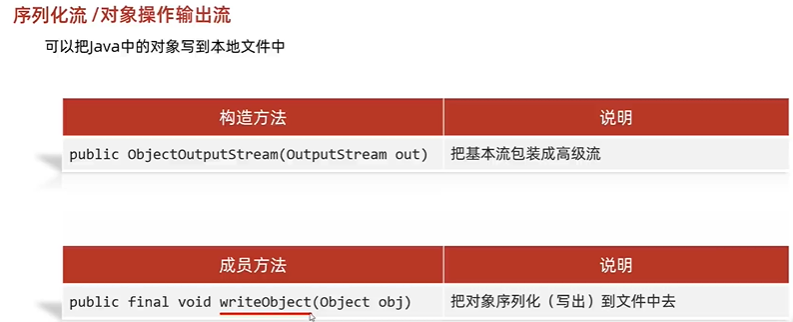 序列化流 /对象操作输出流
可以把Java中的对象写到本地文件中
构造方法 说明
public ObjectOutputStream(OutputStream out) 把基本流包装成高级流
成员方法 说明
public final void writeObject(Object obj) 把对象序列化（写出）到文件中去